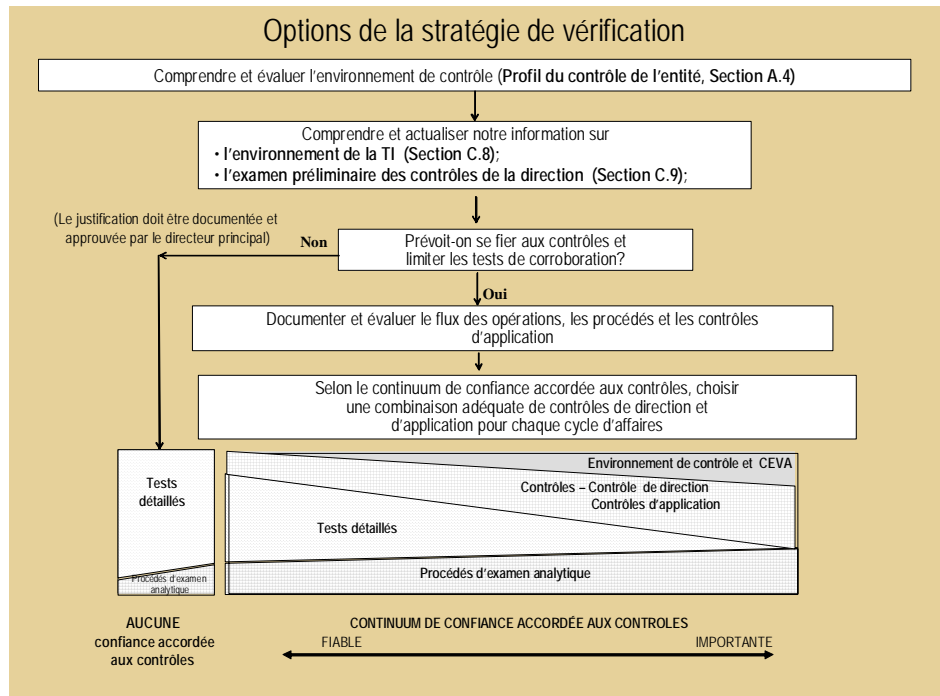 Options de la stratégie de vérification
Comprendre et évaluer l'environnement de contrôle (Profil du contrôle de l'entité, Section A.4)
Comprendre et actualiser notre information sur
• l'environnement de la TI (Section C.8);
• l'examen préliminaire des contrôles de la direction (Section C.9);
(Le justification doit être documentée et
approuvée par le directeur principal)
Non
Prévoit-on se fier aux contrôles et
limiter les tests de corroboration?
Oui
Documenter et évaluer le flux des opérations, les procédés et les contrôles
d'application
Selon le continuum de confiance accordée aux contrôles, choisir
une combinaison adéquate de contrôles de direction et
d'application pour chaque cycle d'affaires
Tests
détaillés
Procédés d'examen
analytique
Environnement de contrôle et CEVA
Contrôles – Contrôle de direction
Contrôles d'application
Tests détaillés
Procédés d'examen analytique
AUCUNE
confiance accordée
aux contrôles
CONTINUUM DE CONFIANCE ACCORDÉE AUX CONTROLES
FIABLE
IMPORTANTE